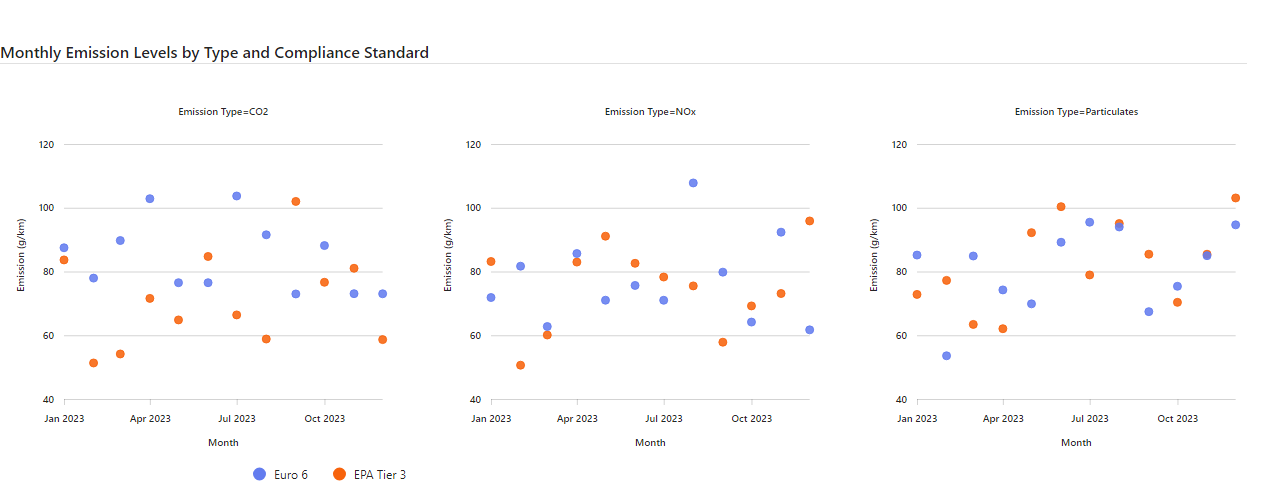 Monthly Emission Levels by Type and Compliance Standard
Emission Type=CO2
120
100
80
60
40
Emission (g/km)
Jan 2023 Apr 2023 Jul 2023 Oct 2023
Month
Emission Type=NOx
120
100
80
60
40
Emission (g/km)
Jan 2023 Apr 2023 Jul 2023 Oct 2023
Month
Emission Type=Particulates
120
100
80
60
40
Emission (g/km)
Jan 2023 Apr 2023 Jul 2023 Oct 2023
Month
Euro 6 EPA Tier 3